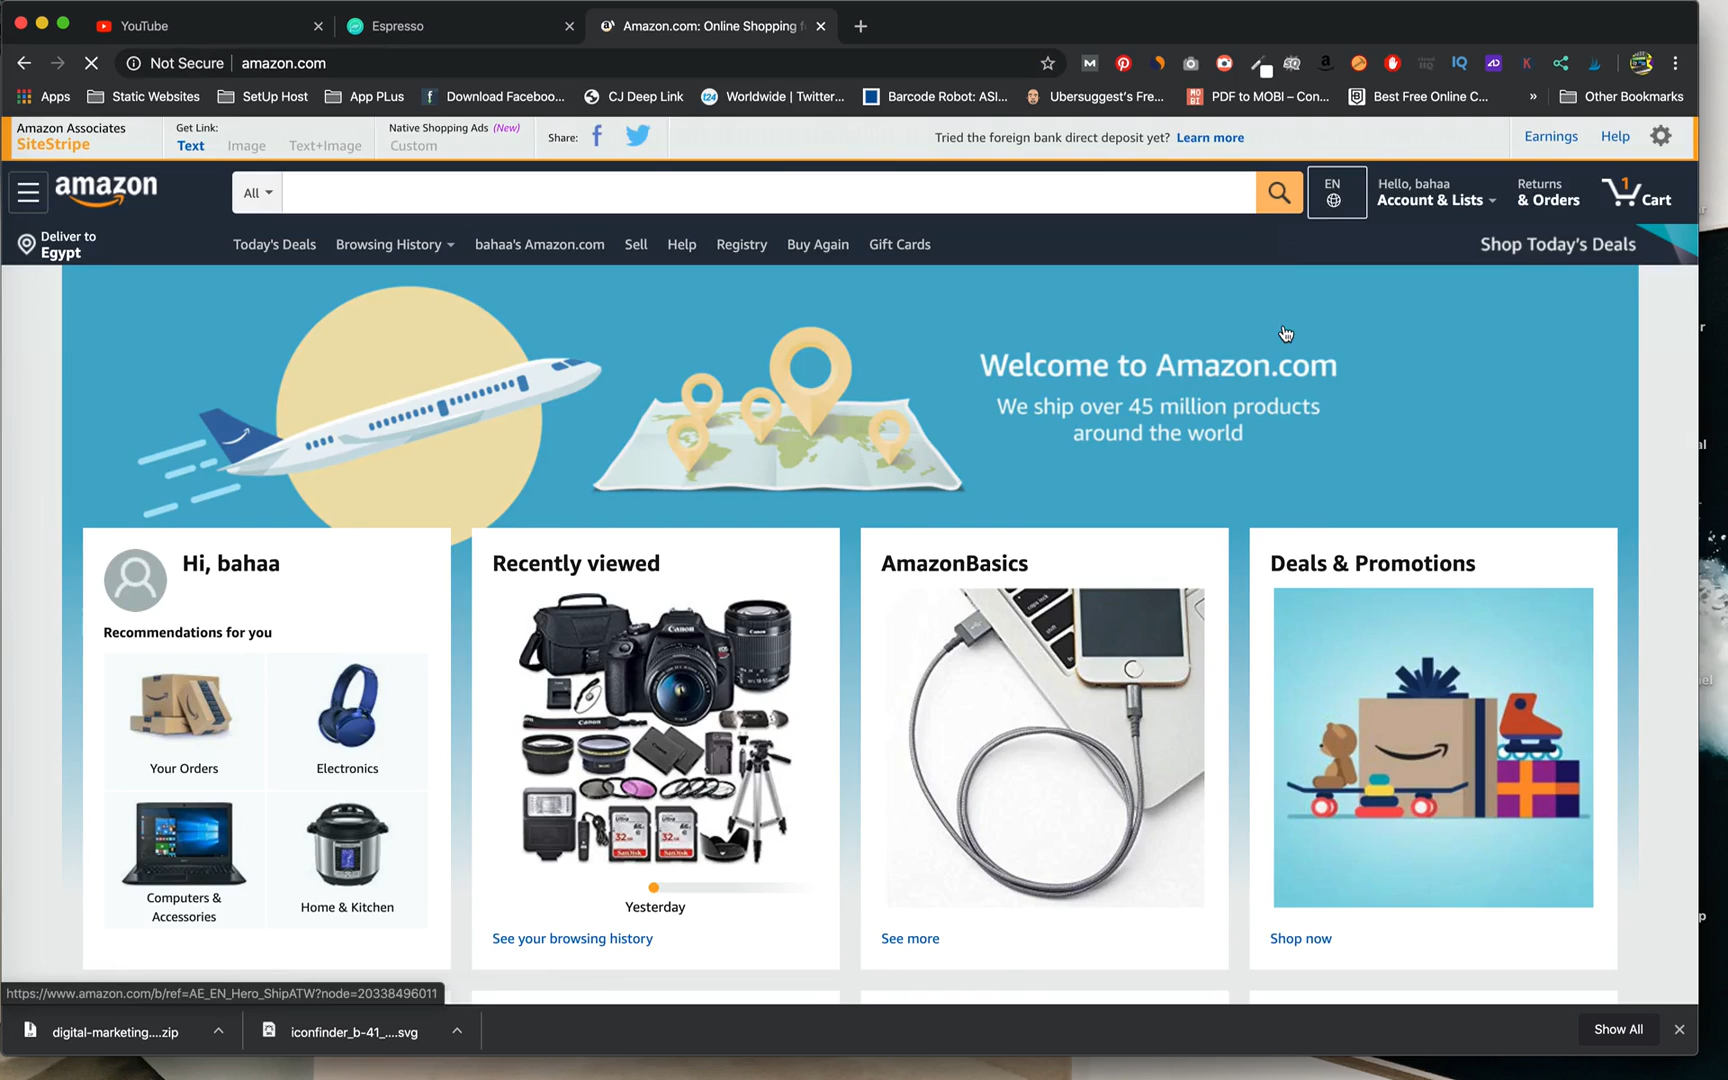 YouTube
Espresso
Amazon.com: Online Shopping f
Not Secure
amazon.com
Apps
Static Websites
SetUp Host
App PLus
Download Faceboo...
CJ Deep Link
Worldwide | Twitter...
Barcode Robot: ASI...
Ubersuggest's Fre...
PDF to MOBI – Con...
Best Free Online C...
»
Other Bookmarks
Amazon Associates
SiteStripe
Get Link:
Text
Image
Text+Image
Native Shopping Ads (New)
Custom
Share:
Tried the foreign bank direct deposit yet? Learn more
Earnings
Help
amazon
All
EN
Hello, bahaa
Account & Lists
Returns
& Orders
1
Cart
Deliver to
Egypt
Today's Deals
Browsing History
bahaa's Amazon.com
Sell
Help
Registry
Buy Again
Gift Cards
Shop Today's Deals
Welcome to Amazon.com
We ship over 45 million products
around the world
Hi, bahaa
Recommendations for you
Your Orders
Electronics
Computers &
Accessories
Home & Kitchen
Recently viewed
Canon
Yesterday
See your browsing history
AmazonBasics
See more
Deals & Promotions
Shop now
https://www.amazon.com/b/ref=AE_EN_Hero_ShipATW?node=20338496011
digital-marketing....zip
iconfinder_b-41_....svg
Show All